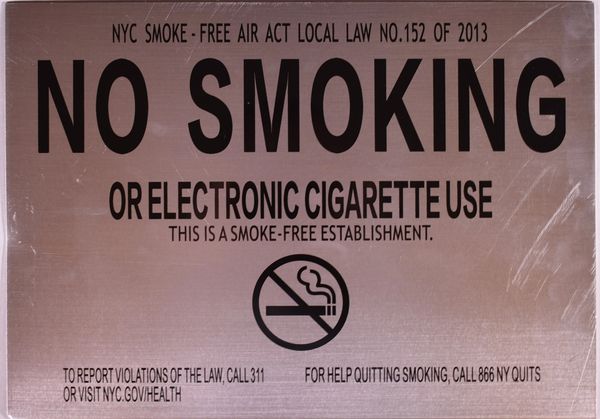 NYC SMOKE - FREE AIR ACT LOCAL LAW NO.152 OF 2013
NO SMOKING
OR ELECTRONIC CIGARETTE USE
THIS IS A SMOKE-FREE ESTABLISHMENT.
TO REPORT VIOLATIONS OF THE LAW, CALL 311
OR VISIT NYC.GOV/HEALTH
FOR HELP QUITTING SMOKING, CALL 866 NY QUITS